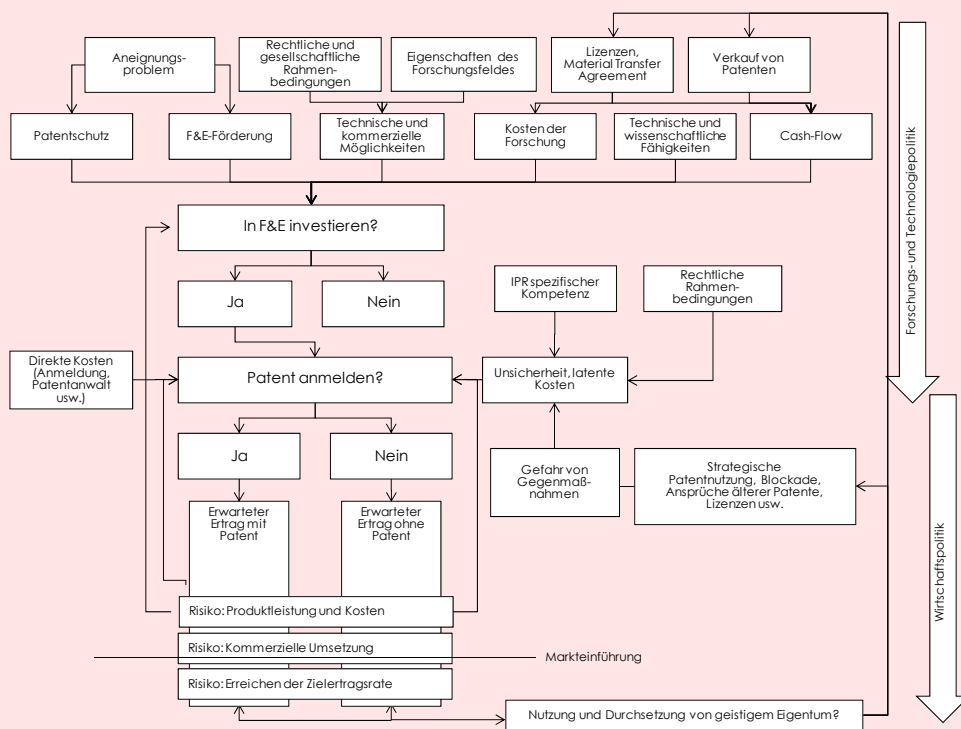 Aneignungs-
problem
Rechtliche und
gesellschaftliche
Rahmen-
bedingungen
Eigenschaften des
Forschungsfeldes
Lizenzen,
Material Transfer
Agreement
Verkauf von
Patenten
Patentschutz
F&E-Förderung
Technische und
kommerzielle
Möglichkeiten
Kosten der
Forschung
Technische und
wissenschaftliche
Fähigkeiten
Cash-Flow
In F&E investieren?
Ja
Nein
IPR spezifischer
Kompetenz
Rechtliche
Rahmen-
bedingungen
Direkte Kosten
(Anmeldung,
Patentanwalt
usw.)
Patent anmelden?
Unsicherheit, latente
Kosten
Ja
Nein
Gefahr von
Gegenmaß-
nahmen
Strategische
Patentnutzung, Blockade,
Ansprüche älterer Patente,
Lizenzen usw.
Erwarteter
Ertrag mit
Patent
Erwarteter
Ertrag ohne
Patent
Risiko: Produktleistung und Kosten
Risiko: Kommerzielle Umsetzung
Markteinführung
Risiko: Erreichen der Zielertragsrate
Nutzung und Durchsetzung von geistigem Eigentum?
Forschungs- und Technologiepolitik
Wirtschaftspolitik